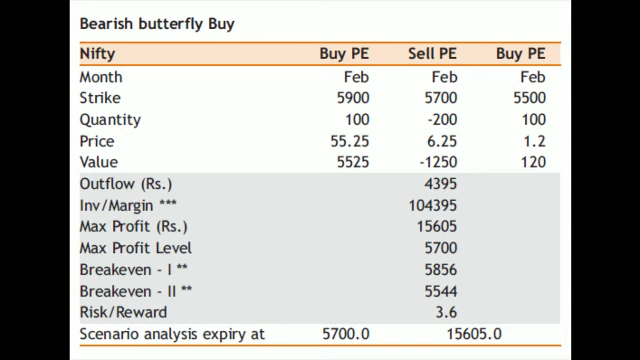 Bearish butterfly Buy
Nifty Buy PE Sell PE Buy PE
Month Feb Feb Feb
Strike 5900 5700 5500
Quantity 100 -200 100
Price 55.25 6.25 1.2
Value 5525 -1250 120
Outflow (Rs.) 4395
Inv/Margin *** 104395
Max Profit (Rs.) 15605
Max Profit Level 5700
Breakeven - I ** 5856
Breakeven - II ** 5544
Risk/Reward 3.6
Scenario analysis expiry at 5700.0 15605.0